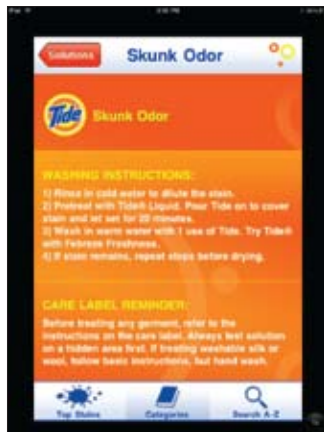 Solutions
Skunk Odor
Tide
Skunk Odor
WASHING INSTRUCTIONS:
1) Rinse in cold water to dilute the stain.
2) Pretreat with Tide® Liquid. Pour Tide on to cover
stain and let set for 20 minutes.
3) Wash in warm water with 1 use of Tide. Try Tide®
with Febreze Freshness.
4) If stain remains, repeat steps before drying.
CARE LABEL REMINDER:
Before treating any garment, refer to the
instructions on the care label. Always test solution
on a hidden area first. If treating washable silk or
wool, follow basic instructions, but hand wash.
Top Stains
Categories
Search A-Z